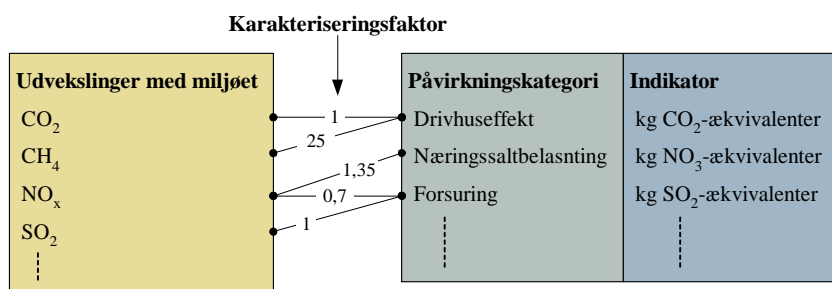 Karakteriseringsfaktor
Udvekslinger med miljøet
CO2
CH4
NOx
SO2
1
25
1,35
0,7
1
Påvirkningskategori
Indikator
Drivhuseffekt
kg CO2-ækvivalenter
Næringssaltbelasnting
kg NO3-ækvivalenter
Forsuring
kg SO2-ækvivalenter